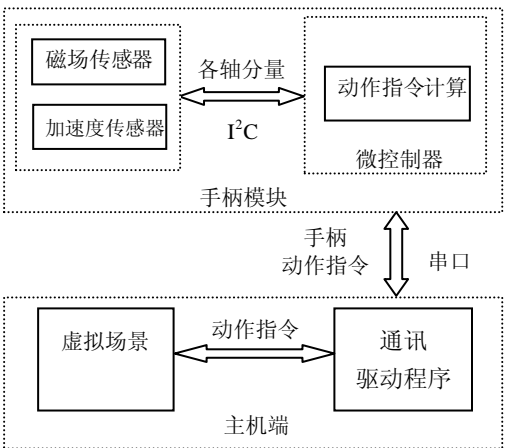 磁场传感器
加速度传感器
各轴分量
I²C
动作指令计算
微控制器
手柄模块
手柄
动作指令
串口
虚拟场景
动作指令
通讯
驱动程序
主机端